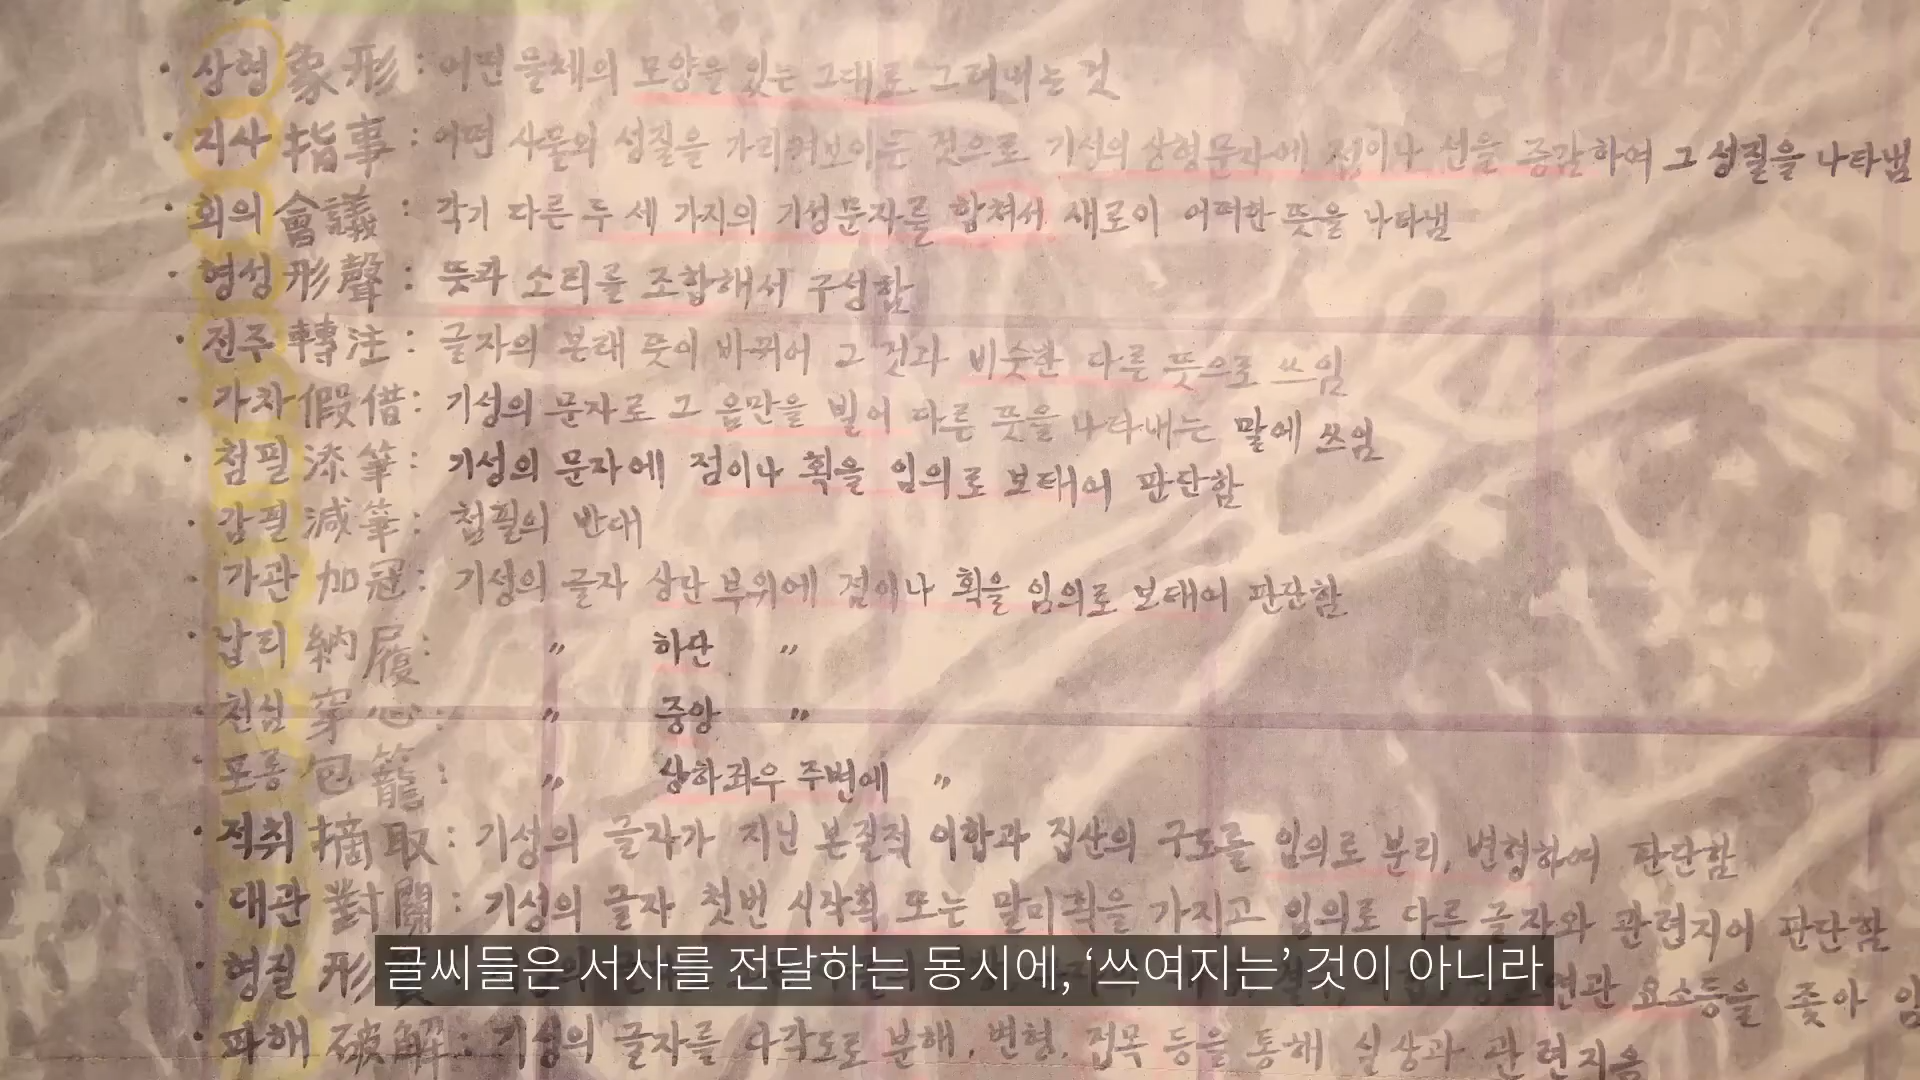 · 상형 象形 : 어떤 물체의 모양을 있는 그대로 그려내는 것
· 지사 指事 : 어떤 사물의 성질을 가리켜보이는 것으로 기성의 상형문자에 점이나 선을 증감하여 그 성질을 나타냄
· 회의 會議 : 각기 다른 두 세 가지의 기성문자를 합쳐서 새로이 어떠한 뜻을 나타냄
· 형성 形聲 : 뜻과 소리를 조합해서 구성함
· 전주 轉注 : 글자의 본래 뜻이 바뀌어 그 것과 비슷한 다른 뜻으로 쓰임
· 가차 假借 : 기성의 문자로 그 음만을 빌어 다른 뜻을 나타내는 말에 쓰임
· 첨필 添筆 : 기성의 문자에 점이나 획을 임의로 보태어 판단함
· 감필 減筆 : 첨필의 반대
· 가관 加冠 : 기성의 글자 상단 부위에 점이나 획을 임의로 보태어 판단함
· 납리 納履 : 〃 하단 〃
· 천심 穿心 : 〃 중앙 〃
· 포롱 包籠 : 〃 상하좌우 주변에 〃
· 적취 摘取 : 기성의 글자가 지닌 본질적 이합과 집산의 구도를 임의로 분리, 변형하여 판단함
· 대관 對關 : 기성의 글자 첫번 시작획 또는 말미획을 가지고 임의로 다른 글자와 관련지어 판단함
· 형질 形 연관 요소등을 좇아 임
글씨들은 서사를 전달하는 동시에, ‘쓰여지는’ 것이 아니라
· 파해 破解 : 기성의 글자를 다각도로 분해, 변형, 접목 등을 통해 실상과 관련지음